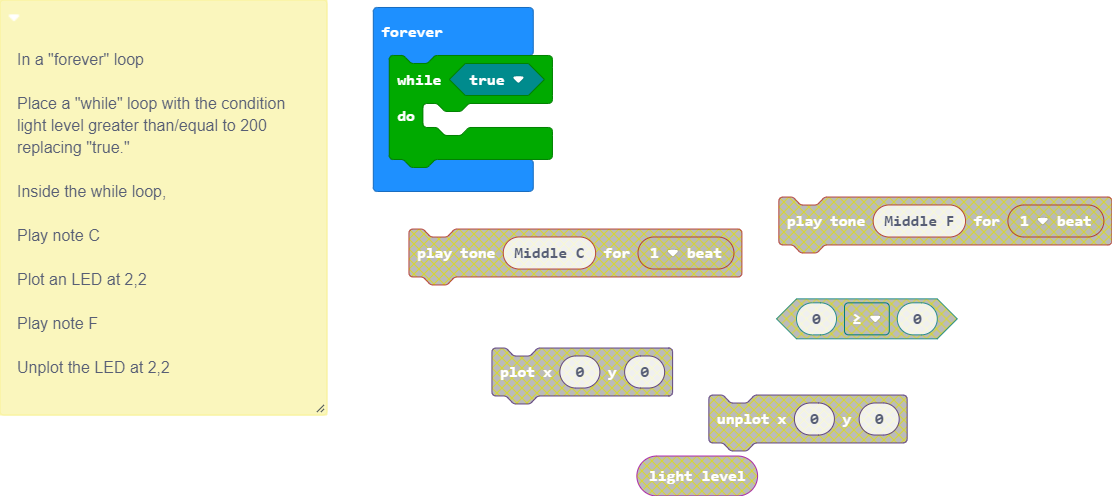 In a "forever" loop
Place a "while" loop with the condition
light level greater than/equal to 200
replacing "true."
Inside the while loop,
Play note C
Plot an LED at 2,2
Play note F
Unplot the LED at 2,2
forever
while true
do
play tone Middle F for 1 beat
play tone Middle C for 1 beat
0 ≥ 0
plot x 0 y 0
unplot x 0 y 0
light level